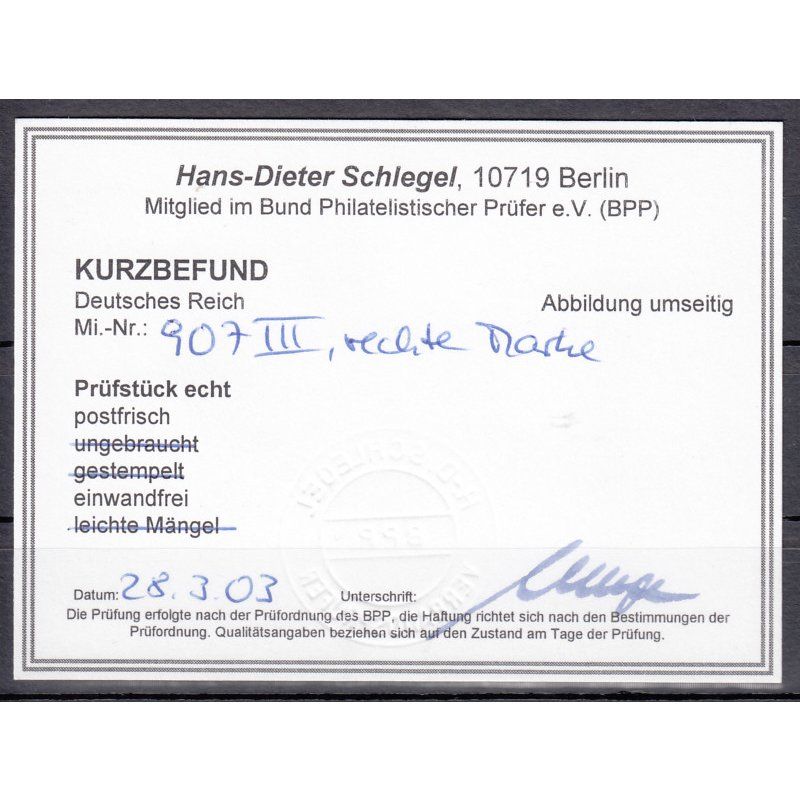 Hans-Dieter Schlegel, 10719 Berlin
Mitglied im Bund Philatelistischer Prüfer e.V. (BPP)
KURZBEFUND
Deutsches Reich
Abbildung umseitig
Mi.-Nr.: 907 III, rechte Marke
Prüfstück echt
postfrisch
ungebraucht
gestempelt
einwandfrei
leichte Mängel
H-D. SCHLEGEL
BPP
Datum: 28.3.03 Unterschrift:
Die Prüfung erfolgte nach der Prüfordnung des BPP, die Haftung richtet sich nach den Bestimmungen der
Prüfordnung. Qualitätsangaben beziehen sich auf den Zustand am Tage der Prüfung.